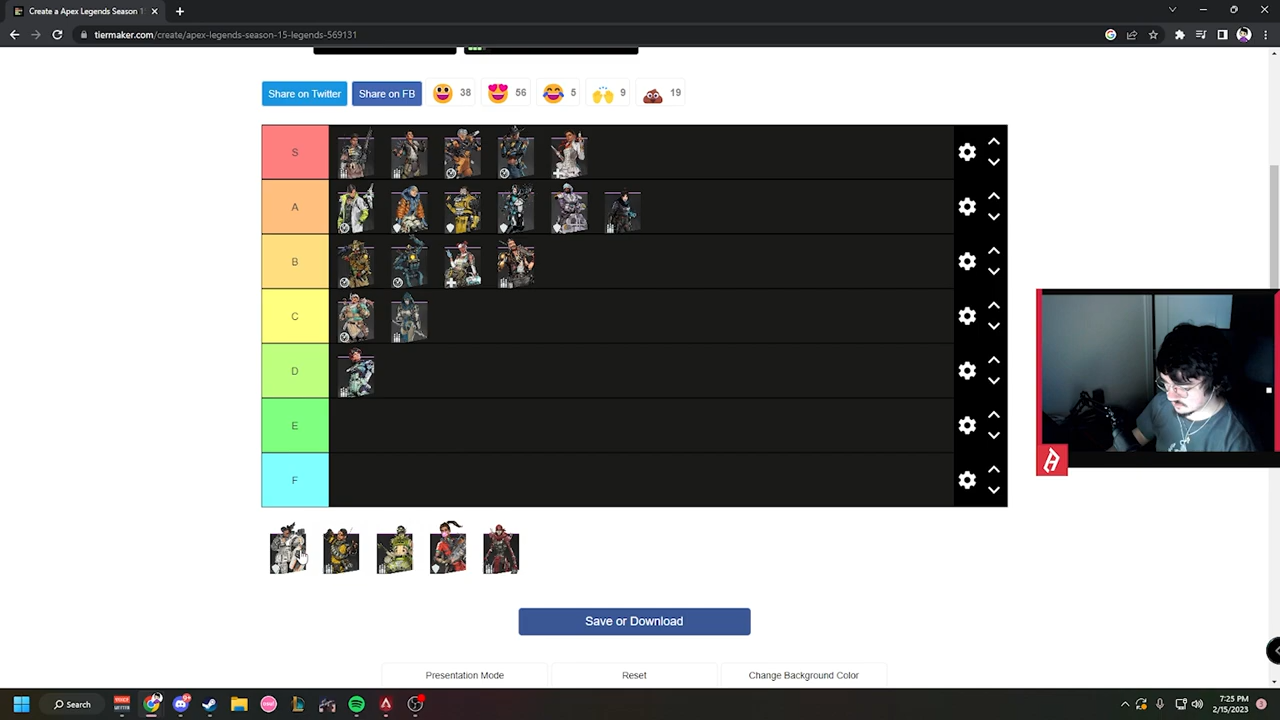 Create a Apex Legends Season 1
tiermaker.com/create/apex-legends-season-15-legends-569131
Share on Twitter
Share on FB
38
56
5
9
19
S
A
B
C
D
E
F
Save or Download
Presentation Mode
Reset
Change Background Color
Search
7:25 PM
2/15/2023